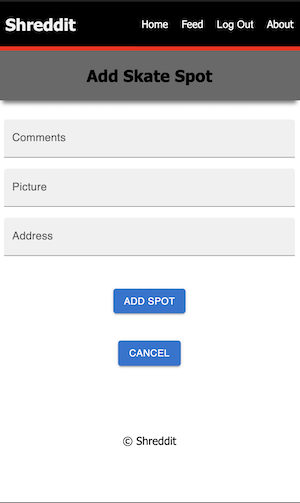 Shreddit Home Feed Log Out About
Add Skate Spot
Comments
Picture
Address
ADD SPOT
CANCEL
© Shreddit